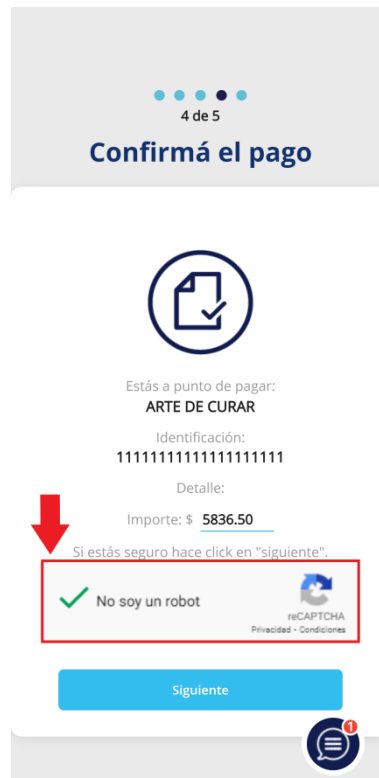 4 de 5
Confirmá el pago
Estás a punto de pagar:
ARTE DE CURAR
Identificación:
1111111111111111111
Detalle:
Importe: $ 5836.50
Si estás seguro hace click en "siguiente".
No soy un robot
reCAPTCHA
Privacidad - Condiciones
Siguiente
1